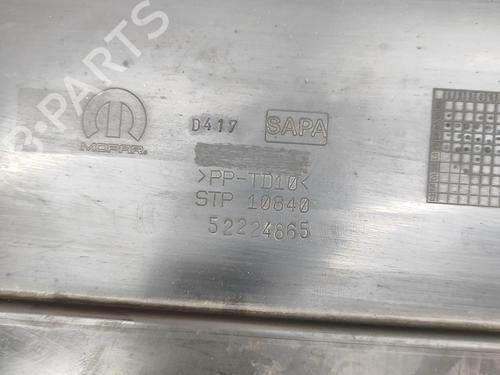 B-PARTS
D417 SAPA
MOPAR
>PP-TD10<
STP 10840
52224865